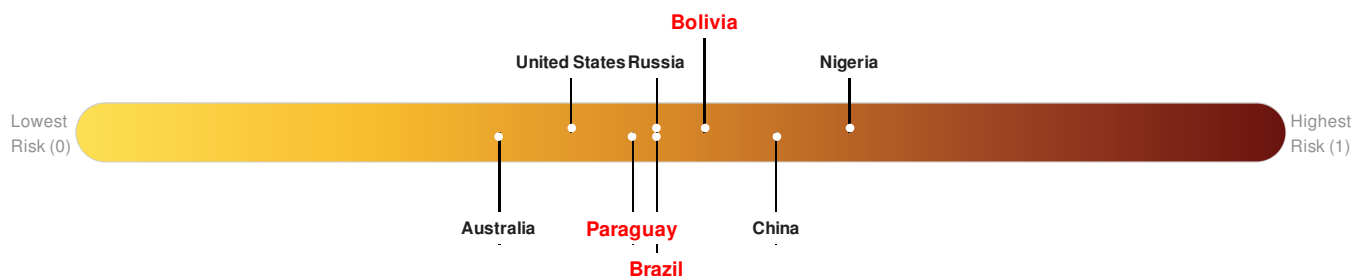 Bolivia
United States Russia Nigeria
Lowest
Risk (0)
Highest
Risk (1)
Australia Paraguay China
Brazil